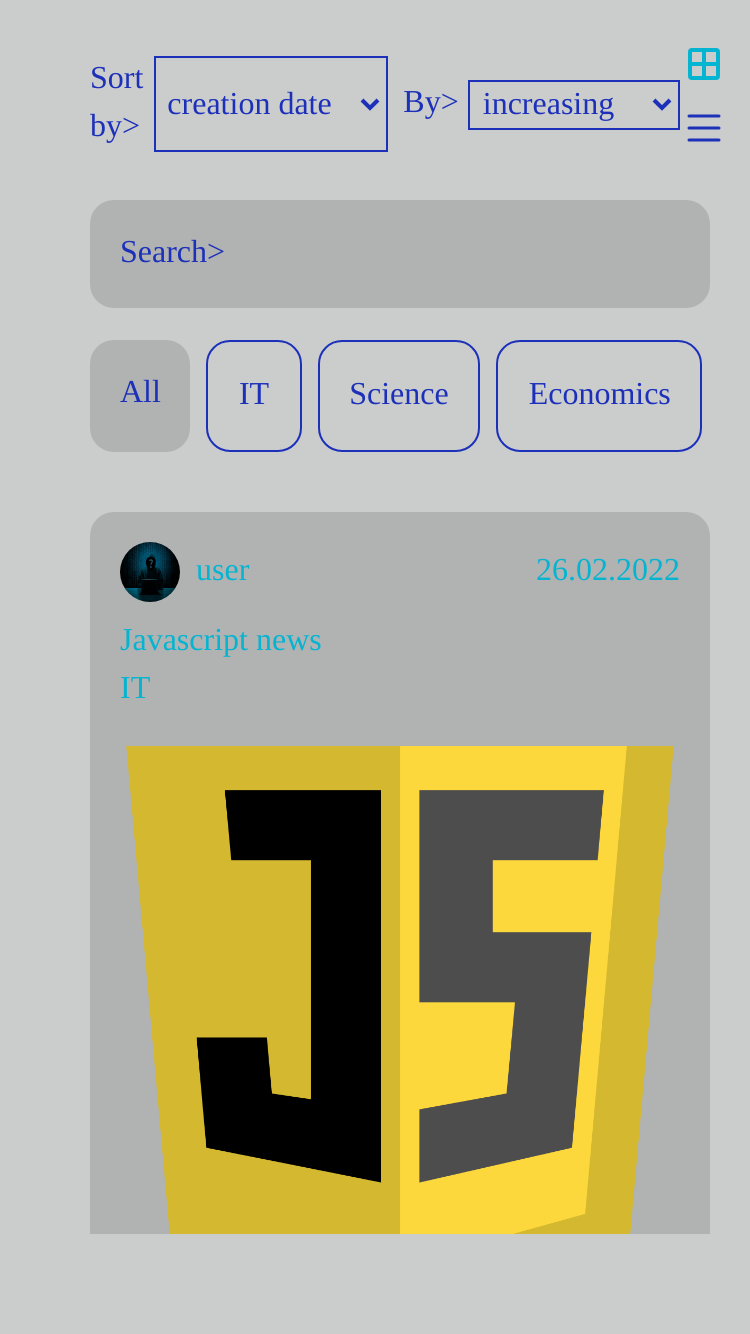 Sort by> creation date By> increasing
Search>
All IT Science Economics
user 26.02.2022
Javascript news
IT
JS